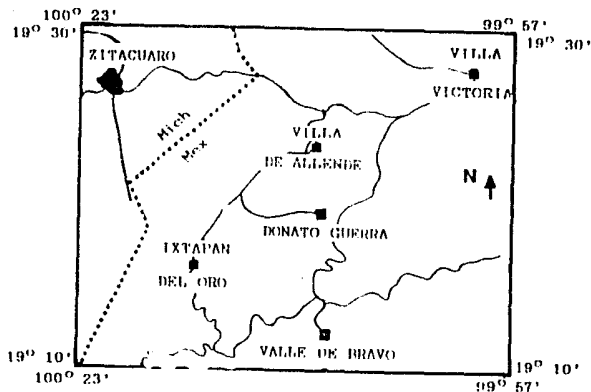 100° 23'
99° 57'
19° 30'
19° 30'
ZITACUARO
VILLA
VICTORIA
Mich
Mex
VILLA
DE ALLENDE
N
DONATO GUERRA
IXTAPAN
DEL ORO
VALLE DE BRAVO
19° 10'
19° 10'
100° 23'
99° 57'